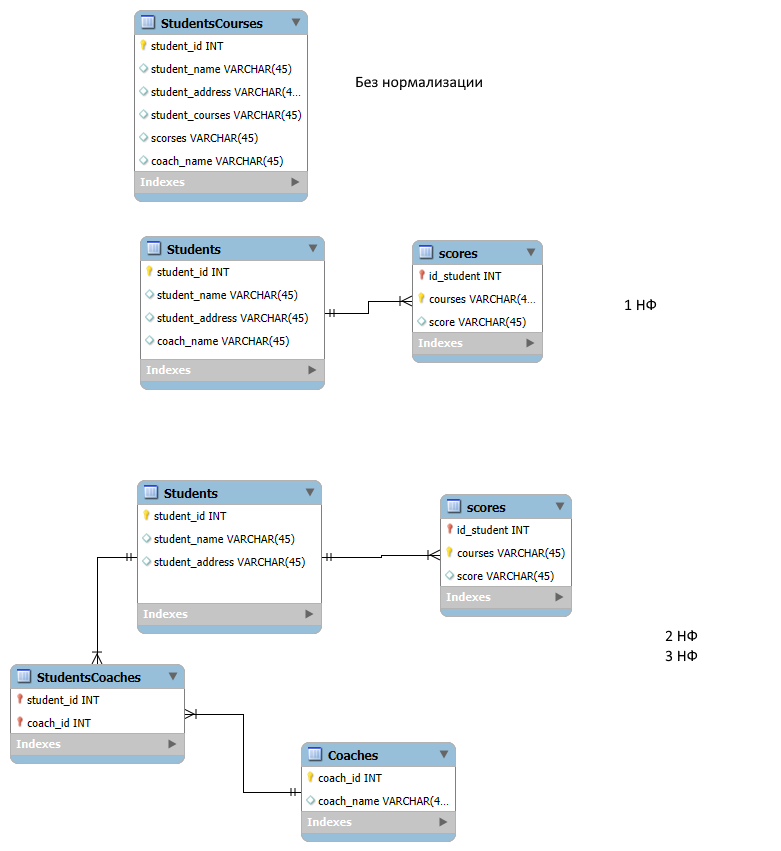 StudentsCourses
student_id INT
student_name VARCHAR(45)
student_address VARCHAR(4...
student_courses VARCHAR(45)
scorses VARCHAR(45)
coach_name VARCHAR(45)
Indexes
Без нормализации
Students
student_id INT
student_name VARCHAR(45)
student_address VARCHAR(45)
coach_name VARCHAR(45)
Indexes
scores
id_student INT
courses VARCHAR(4...
score VARCHAR(45)
Indexes
1 НФ
Students
student_id INT
student_name VARCHAR(45)
student_address VARCHAR(45)
Indexes
scores
id_student INT
courses VARCHAR(45)
score VARCHAR(45)
Indexes
2 НФ
3 НФ
StudentsCoaches
student_id INT
coach_id INT
Indexes
Coaches
coach_id INT
coach_name VARCHAR(4...
Indexes